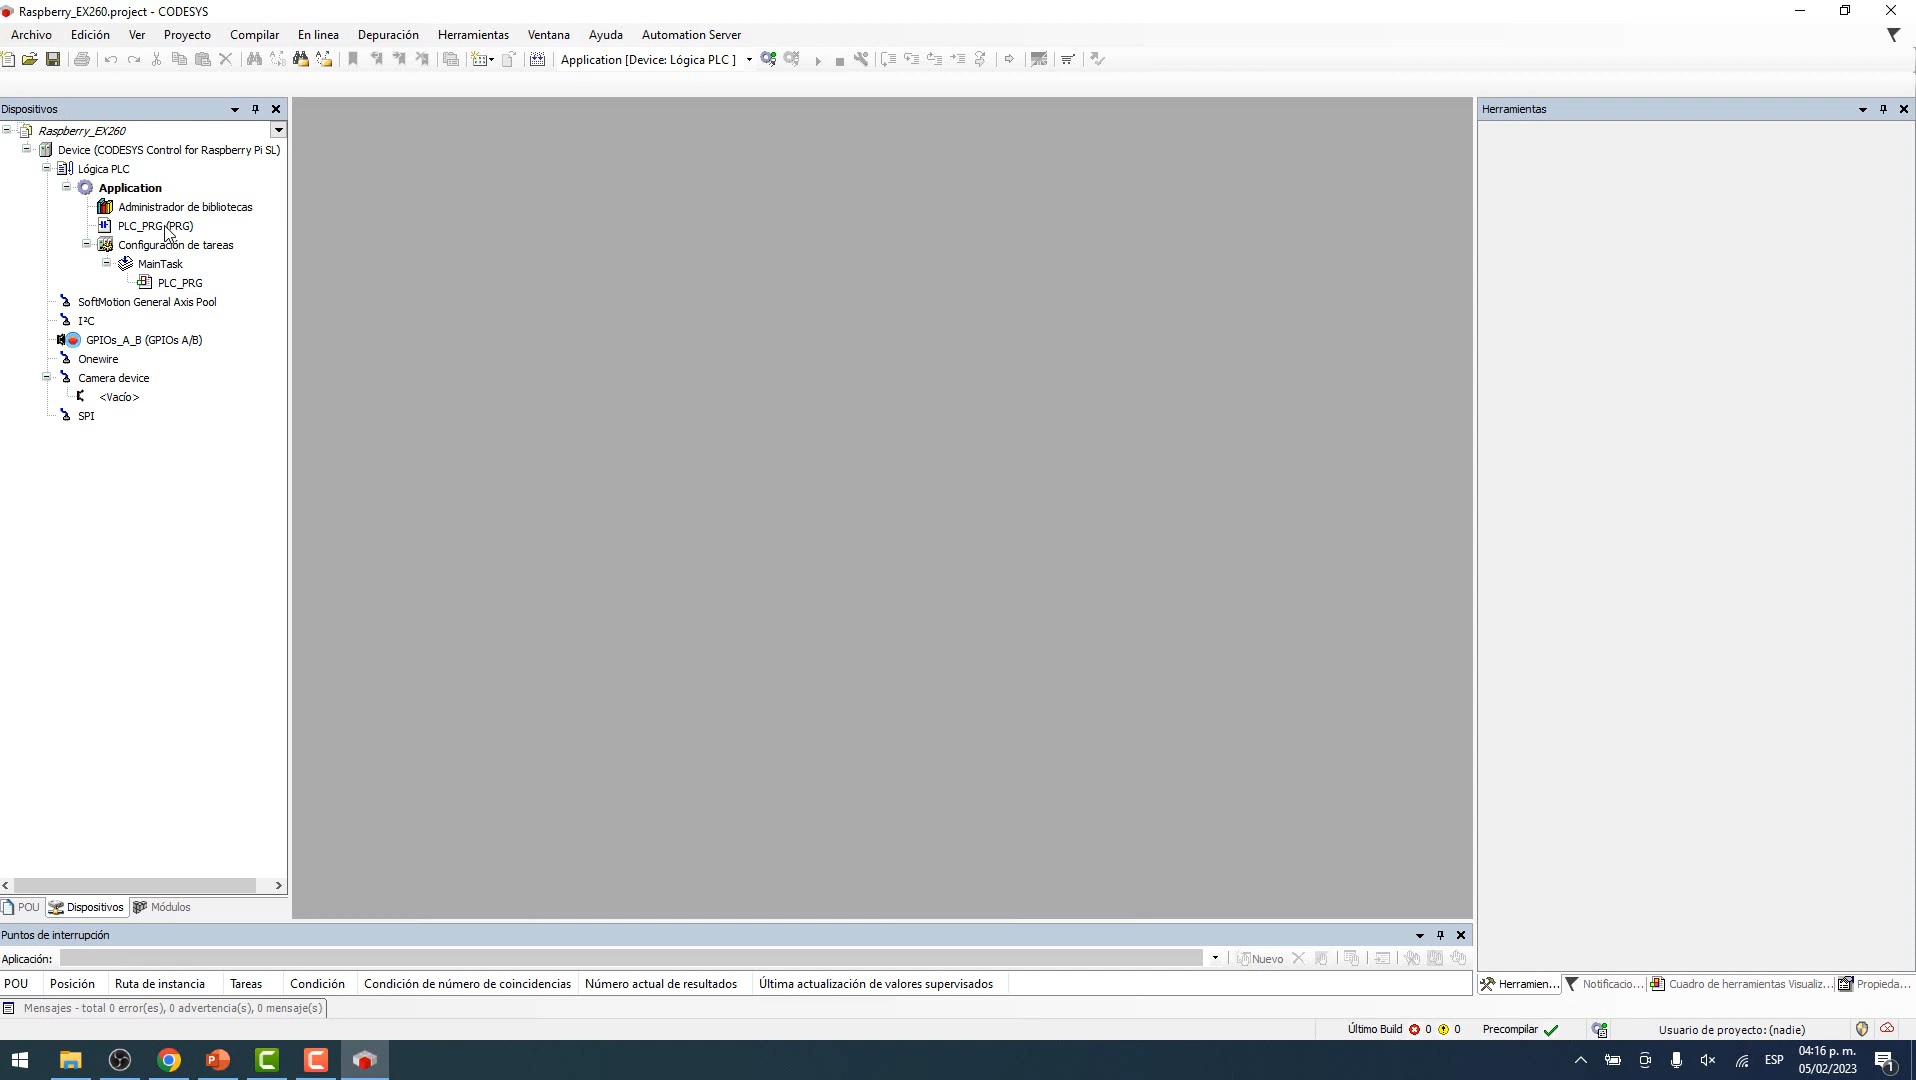 Raspberry_EX260.project - CODESYS
Archivo Edición Ver Proyecto Compilar En linea Depuración Herramientas Ventana Ayuda Automation Server
Application [Device: Lógica PLC ]
Dispositivos
Herramientas
Raspberry_EX260
Device (CODESYS Control for Raspberry Pi SL)
Lógica PLC
Application
Administrador de bibliotecas
PLC_PRG (PRG)
Configuración de tareas
MainTask
PLC_PRG
SoftMotion General Axis Pool
I²C
GPIOs_A_B (GPIOs A/B)
Onewire
Camera device
<Vacío>
SPI
POU Dispositivos Módulos
Puntos de interrupción
Aplicación:
Nuevo
POU Posición Ruta de instancia Tareas Condición Condición de número de coincidencias Número actual de resultados Última actualización de valores supervisados
Herramien... Notificacio... Cuadro de herramientas Visualiz... Propieda...
Mensajes - total 0 error(es), 0 advertencia(s), 0 mensaje(s)
Último Build 0 0 Precompilar Usuario de proyecto: (nadie)
ESP
04:16 p. m.
05/02/2023
1